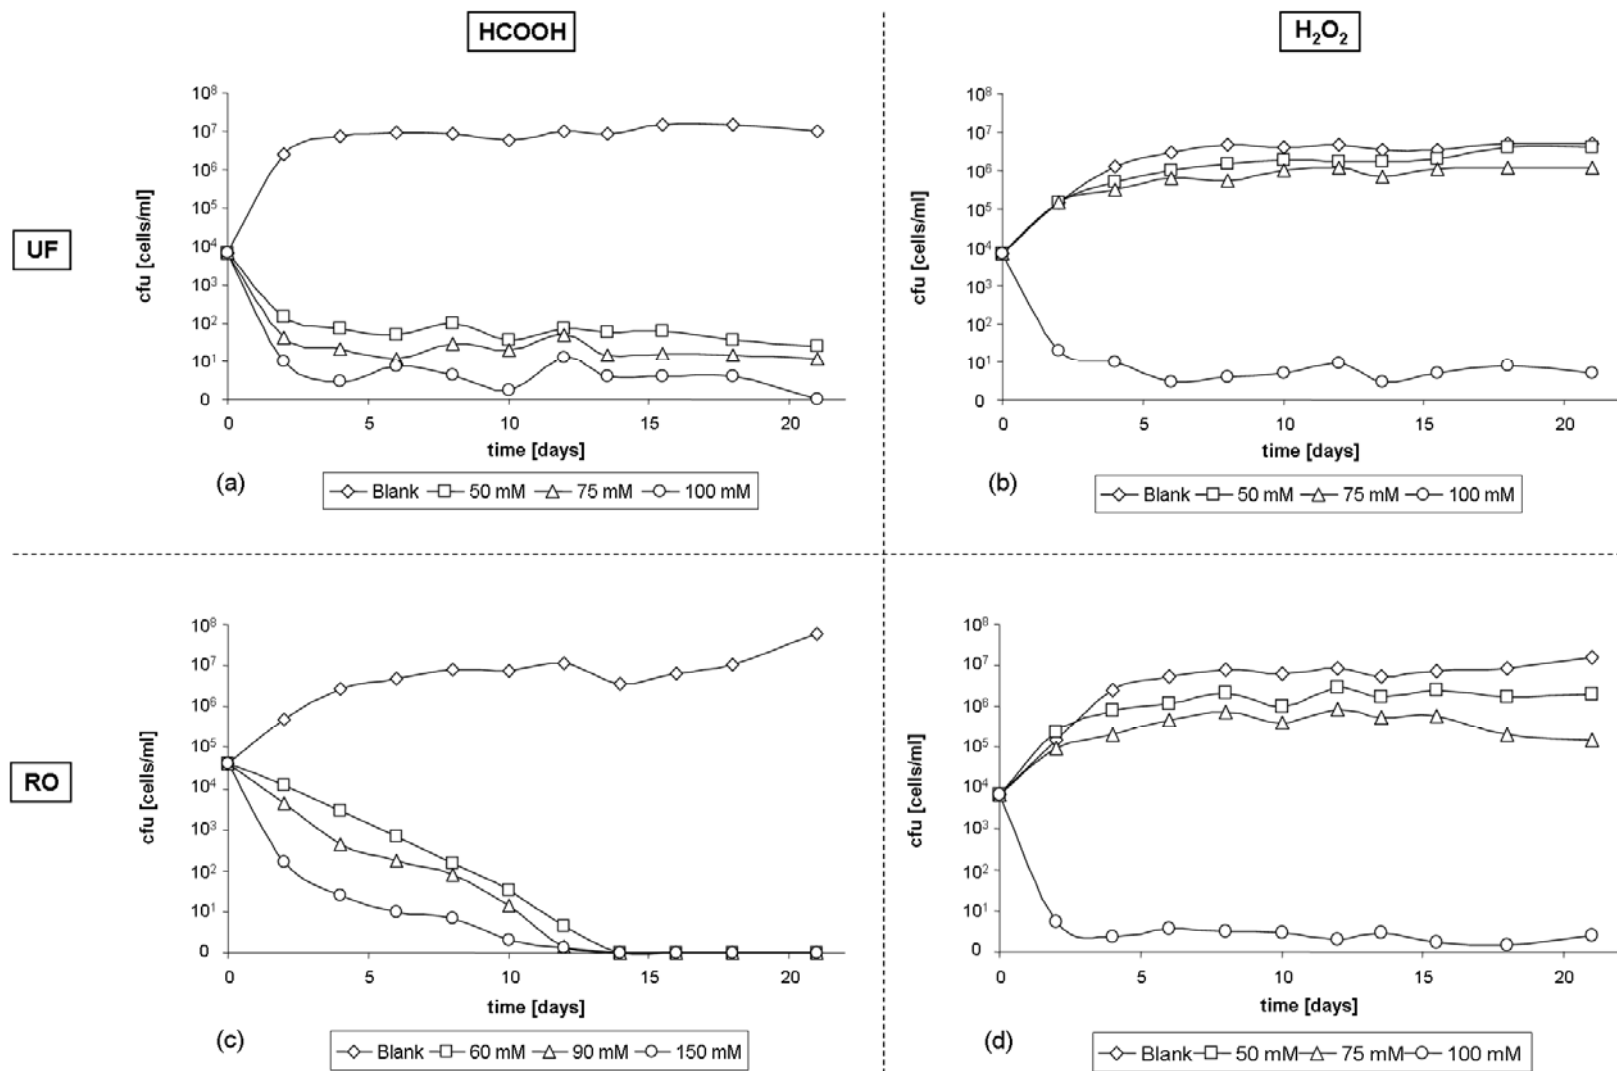 HCOOH
H₂O₂
UF
RO
cfu [cells/ml]
10⁸
10⁷
10⁶
10⁵
10⁴
10³
10²
10¹
0
0 5 10 15 20
time [days]
(a)
Blank 50 mM 75 mM 100 mM
cfu [cells/ml]
10⁸
10⁷
10⁶
10⁵
10⁴
10³
10²
10¹
0
0 5 10 15 20
time [days]
(b)
Blank 50 mM 75 mM 100 mM
cfu [cells/ml]
10⁸
10⁷
10⁶
10⁵
10⁴
10³
10²
10¹
0
0 5 10 15 20
time [days]
(c)
Blank 60 mM 90 mM 150 mM
cfu [cells/ml]
10⁸
10⁷
10⁶
10⁵
10⁴
10³
10²
10¹
0
0 5 10 15 20
time [days]
(d)
Blank 50 mM 75 mM 100 mM